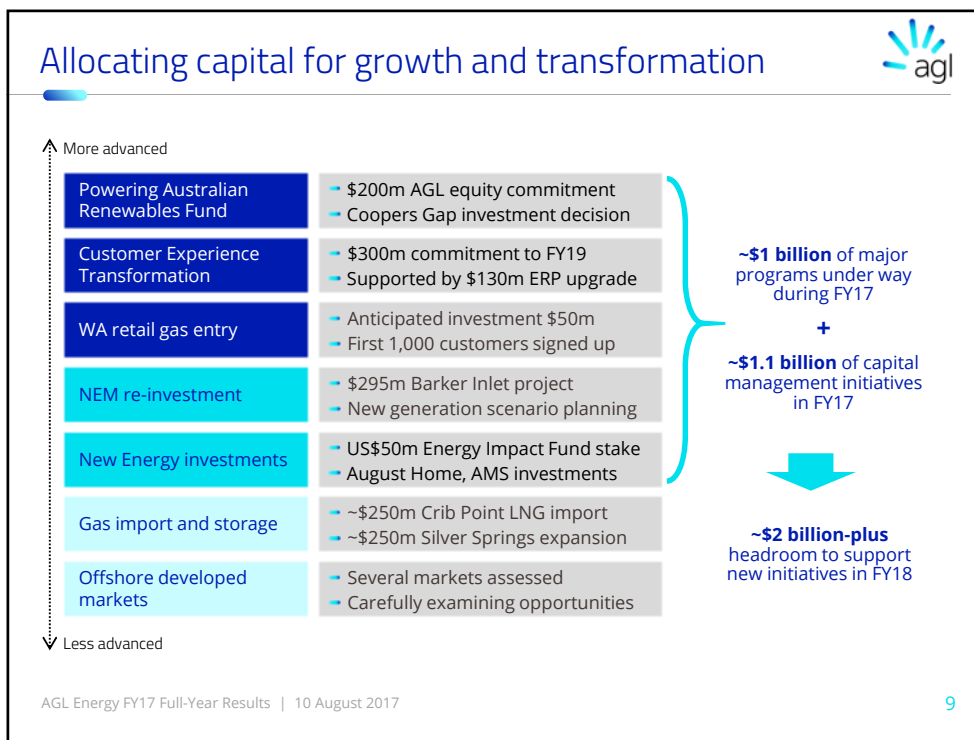 Allocating capital for growth and transformation
agl
More advanced
Powering Australian
Renewables Fund
$200m AGL equity commitment
Coopers Gap investment decision
Customer Experience
Transformation
$300m commitment to FY19
Supported by $130m ERP upgrade
WA retail gas entry
Anticipated investment $50m
First 1,000 customers signed up
NEM re-investment
$295m Barker Inlet project
New generation scenario planning
New Energy investments
US$50m Energy Impact Fund stake
August Home, AMS investments
Gas import and storage
~$250m Crib Point LNG import
~$250m Silver Springs expansion
Offshore developed
markets
Several markets assessed
Carefully examining opportunities
Less advanced
~$1 billion of major
programs under way
during FY17
+
~$1.1 billion of capital
management initiatives
in FY17
~$2 billion-plus
headroom to support
new initiatives in FY18
AGL Energy FY17 Full-Year Results | 10 August 2017
9